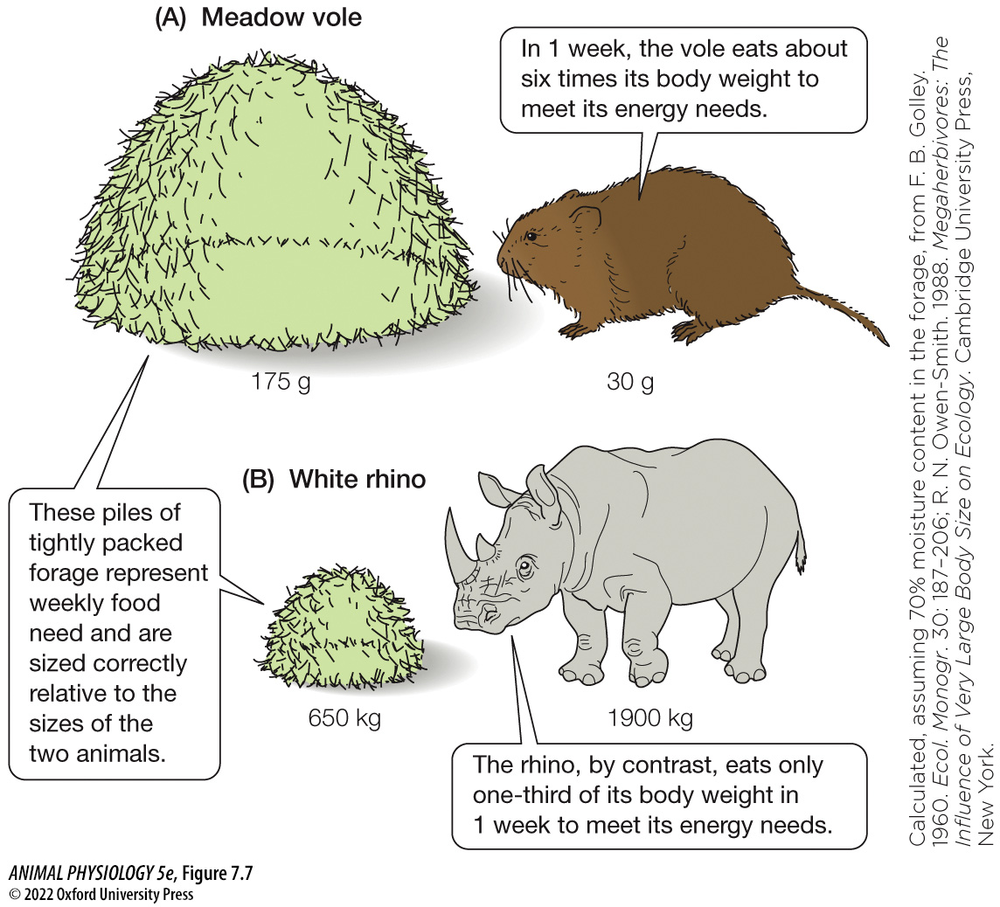 (A) Meadow vole
In 1 week, the vole eats about
six times its body weight to
meet its energy needs.
175 g
30 g
(B) White rhino
These piles of
tightly packed
forage represent
weekly food
need and are
sized correctly
relative to the
sizes of the
two animals.
650 kg
1900 kg
The rhino, by contrast, eats only
one-third of its body weight in
1 week to meet its energy needs.
Calculated, assuming 70% moisture content in the forage, from F. B. Golley.
1960. Ecol. Monogr. 30: 187–206; R. N. Owen-Smith. 1988. Megaherbivores: The
Influence of Very Large Body Size on Ecology. Cambridge University Press,
New York.
ANIMAL PHYSIOLOGY 5e, Figure 7.7
© 2022 Oxford University Press